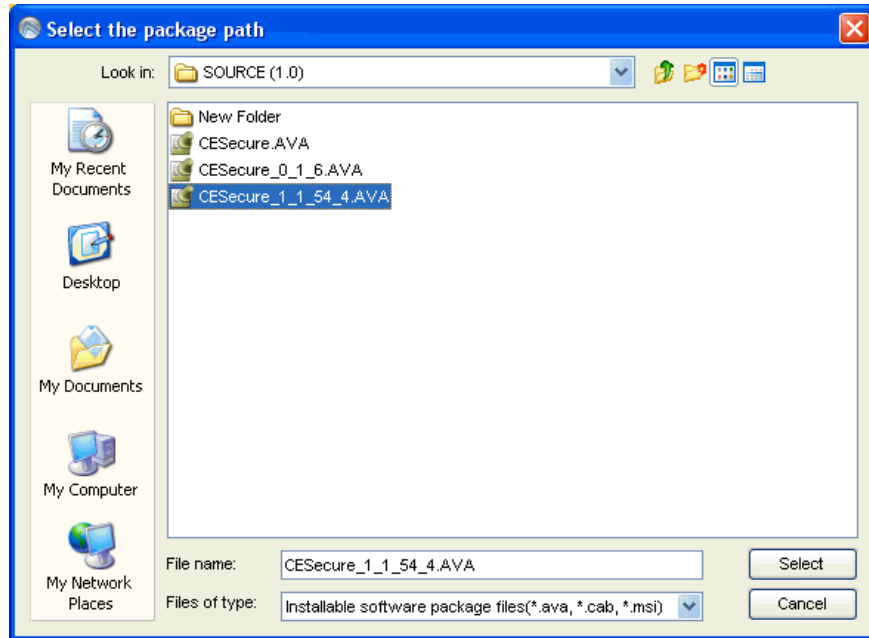 Select the package path
Look in:
SOURCE (1.0)
My Recent
Documents
Desktop
My Documents
My Computer
My Network
Places
New Folder
CESecure.AVA
CESecure_0_1_6.AVA
CESecure_1_1_54_4.AVA
File name:
CESecure_1_1_54_4.AVA
Select
Files of type:
Installable software package files(*.ava, *.cab, *.msi)
Cancel